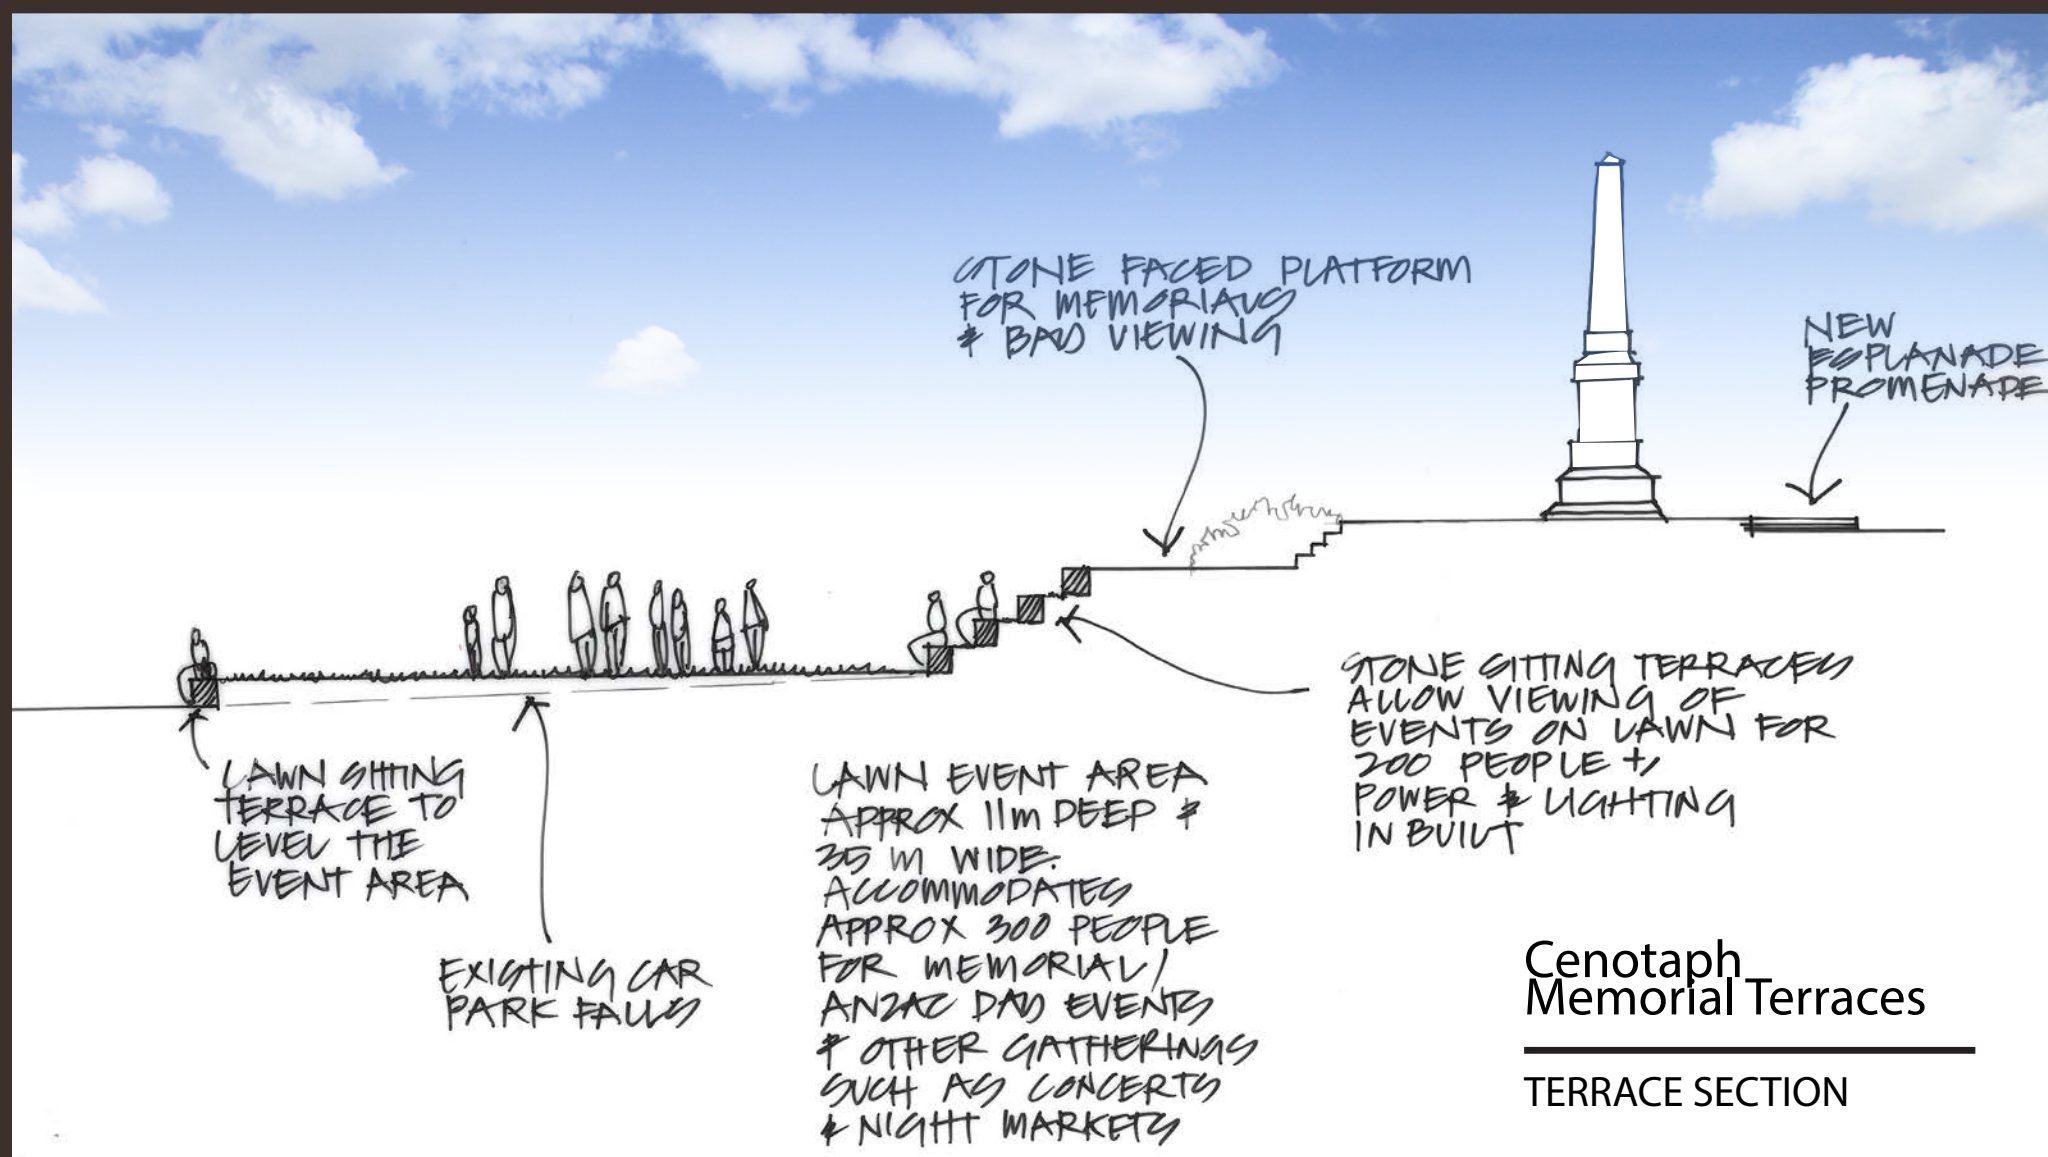 STONE FACED PLATFORM
FOR MEMORIALS
& BAY VIEWING
NEW
ESPLANADE
PROMENADE
STONE SITTING TERRACES
ALLOW VIEWING OF
EVENTS ON LAWN FOR
200 PEOPLE +,
POWER & LIGHTING
IN BUILT
LAWN SITTING
TERRACE TO
LEVEL THE
EVENT AREA
EXISTING CAR
PARK FALLS
LAWN EVENT AREA
APPROX 11m DEEP &
35 m WIDE.
ACCOMMODATES
APPROX 300 PEOPLE
FOR MEMORIAL/
ANZAC DAY EVENTS
& OTHER GATHERINGS
SUCH AS CONCERTS
& NIGHT MARKETS
Cenotaph
Memorial Terraces
TERRACE SECTION